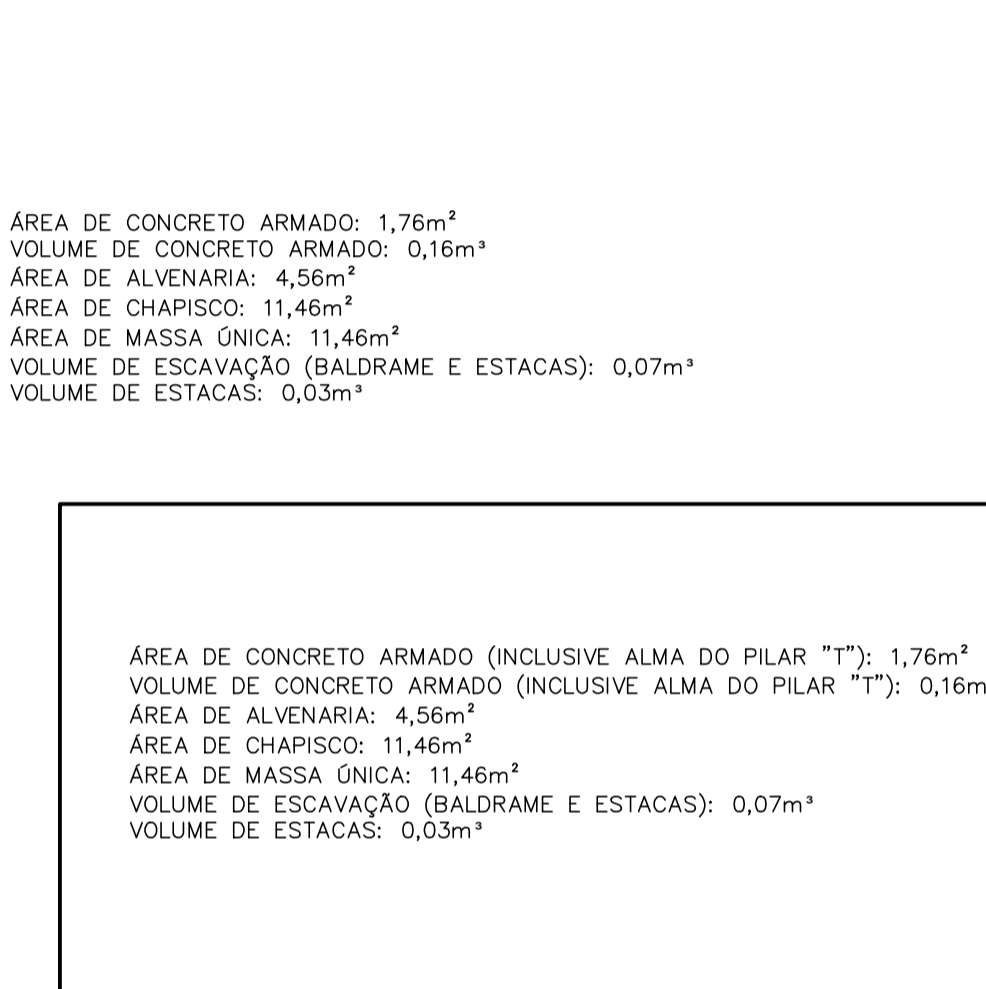 ÁREA DE CONCRETO ARMADO: 1,76m²
VOLUME DE CONCRETO ARMADO: 0,16m³
ÁREA DE ALVENARIA: 4,56m²
ÁREA DE CHAPISCO: 11,46m²
ÁREA DE MASSA ÚNICA: 11,46m²
VOLUME DE ESCAVAÇÃO (BALDRAME E ESTACAS): 0,07m³
VOLUME DE ESTACAS: 0,03m³
ÁREA DE CONCRETO ARMADO (INCLUSIVE ALMA DO PILAR "T"): 1,76m²
VOLUME DE CONCRETO ARMADO (INCLUSIVE ALMA DO PILAR "T"): 0,16m
ÁREA DE ALVENARIA: 4,56m²
ÁREA DE CHAPISCO: 11,46m²
ÁREA DE MASSA ÚNICA: 11,46m²
VOLUME DE ESCAVAÇÃO (BALDRAME E ESTACAS): 0,07m³
VOLUME DE ESTACAS: 0,03m³